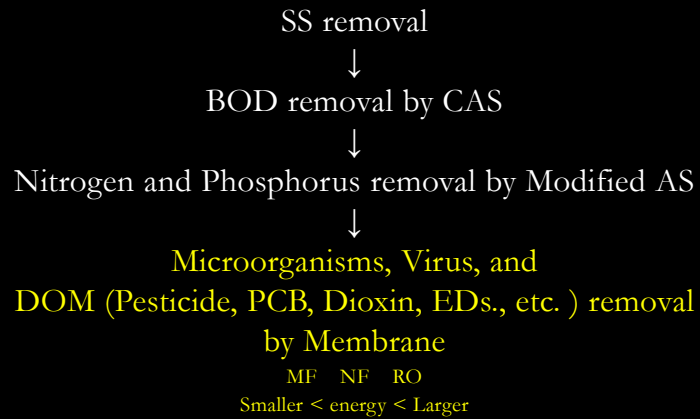 SS removal
↓
BOD removal by CAS
↓
Nitrogen and Phosphorus removal by Modified AS
↓
Microorganisms, Virus, and
DOM (Pesticide, PCB, Dioxin, EDs., etc. ) removal
by Membrane
MF NF RO
Smaller < energy < Larger